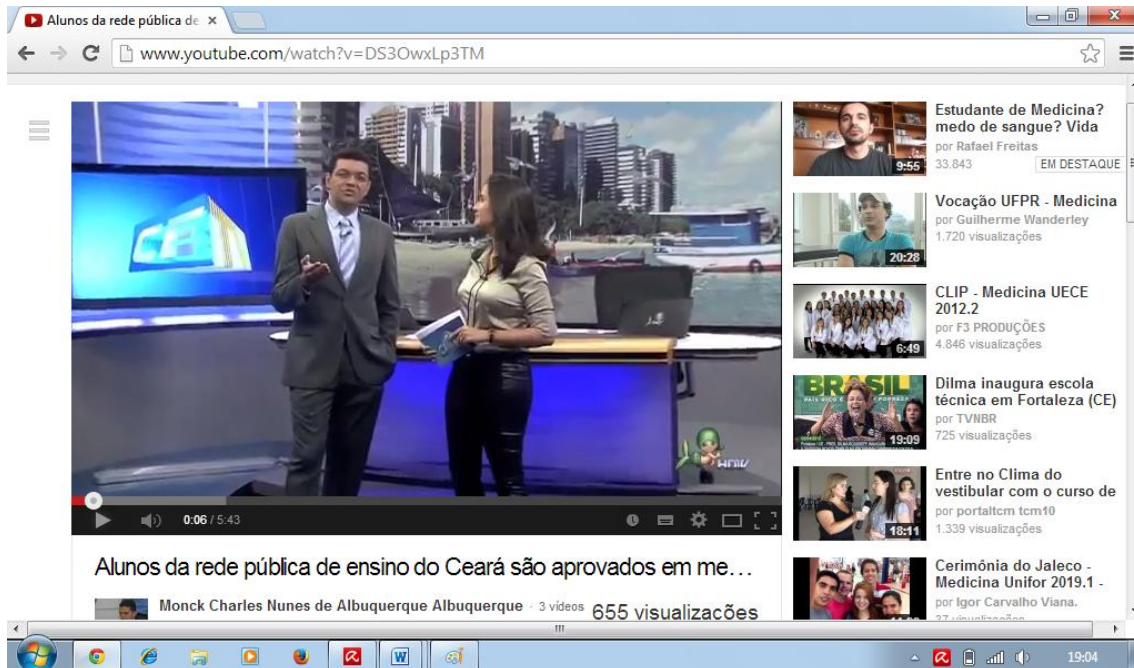 Alunos da rede pública de
www.youtube.com/watch?v=DS3OwxLp3TM
CETV
HDK
0:06 / 5:43
Alunos da rede pública de ensino do Ceará são aprovados em me...
Monck Charles Nunes de Albuquerque Albuquerque · 3 vídeos
655 visualizações
9:55
Estudante de Medicina?
medo de sangue? Vida
por Rafael Freitas
33.843
EM DESTAQUE
20:28
Vocação UFPR - Medicina
por Guilherme Wanderley
1.720 visualizações
6:49
CLIP - Medicina UECE
2012.2
por F3 PRODUÇÕES
4.846 visualizações
BRASIL
19:09
Dilma inaugura escola
técnica em Fortaleza (CE)
por TVNBR
725 visualizações
18:11
Entre no Clima do
vestibular com o curso de
por portaltcm tcm10
1.339 visualizações
Cerimônia do Jaleco -
Medicina Unifor 2019.1 -
por Igor Carvalho Viana.
37 visualizações
19:04